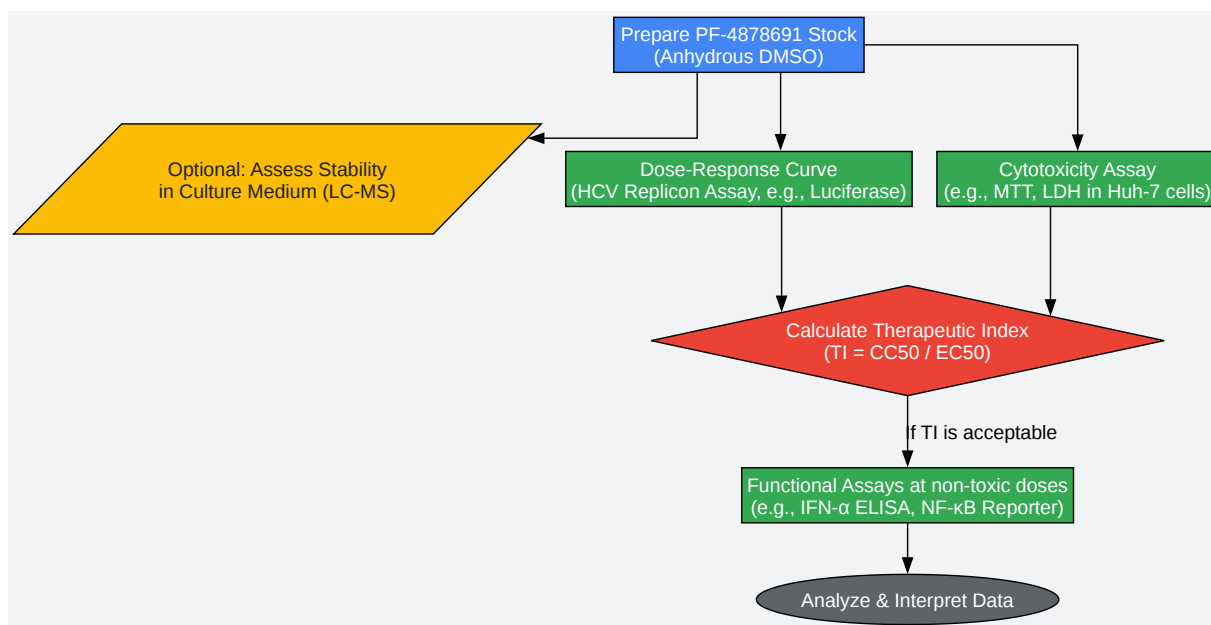 Prepare PF-4878691 Stock
(Anhydrous DMSO)
Optional: Assess Stability
in Culture Medium (LC-MS)
Dose-Response Curve
(HCV Replicon Assay, e.g., Luciferase)
Cytotoxicity Assay
(e.g., MTT, LDH in Huh-7 cells)
Calculate Therapeutic Index
(TI = CC50 / EC50)
If TI is acceptable
Functional Assays at non-toxic doses
(e.g., IFN-α ELISA, NF-κB Reporter)
Analyze & Interpret Data